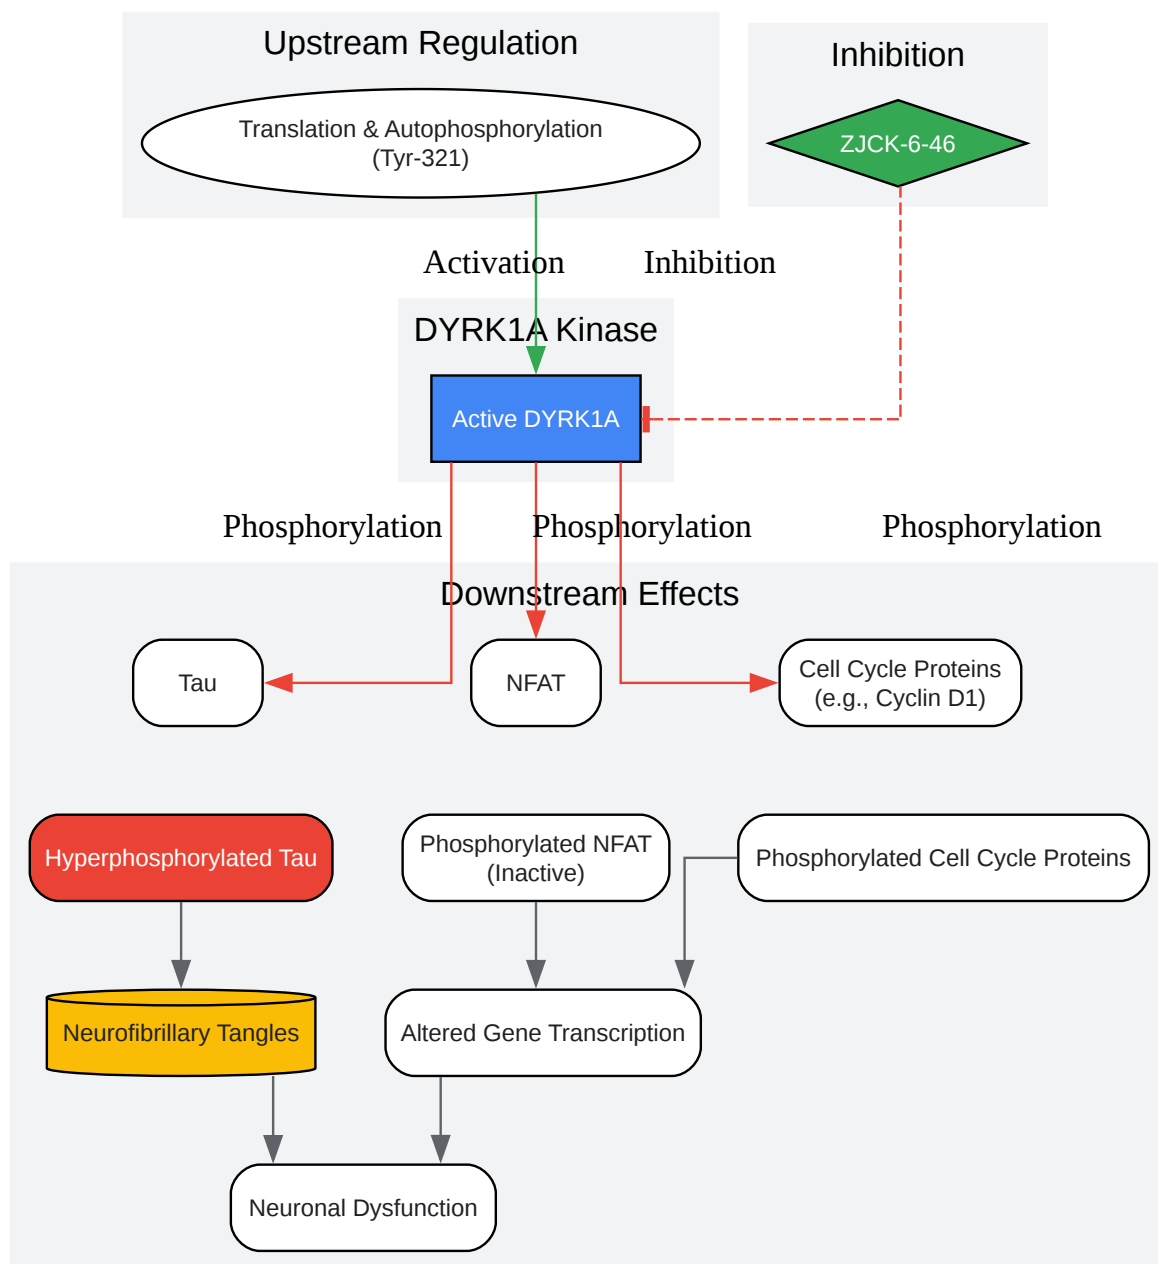 Upstream Regulation
Inhibition
Translation & Autophosphorylation
(Tyr-321)
ZJCK-6-46
Activation
Inhibition
DYRK1A Kinase
Active DYRK1A
Phosphorylation
Phosphorylation
Phosphorylation
Downstream Effects
Tau
NFAT
Cell Cycle Proteins
(e.g., Cyclin D1)
Hyperphosphorylated Tau
Phosphorylated NFAT
(Inactive)
Phosphorylated Cell Cycle Proteins
Neurofibrillary Tangles
Altered Gene Transcription
Neuronal Dysfunction